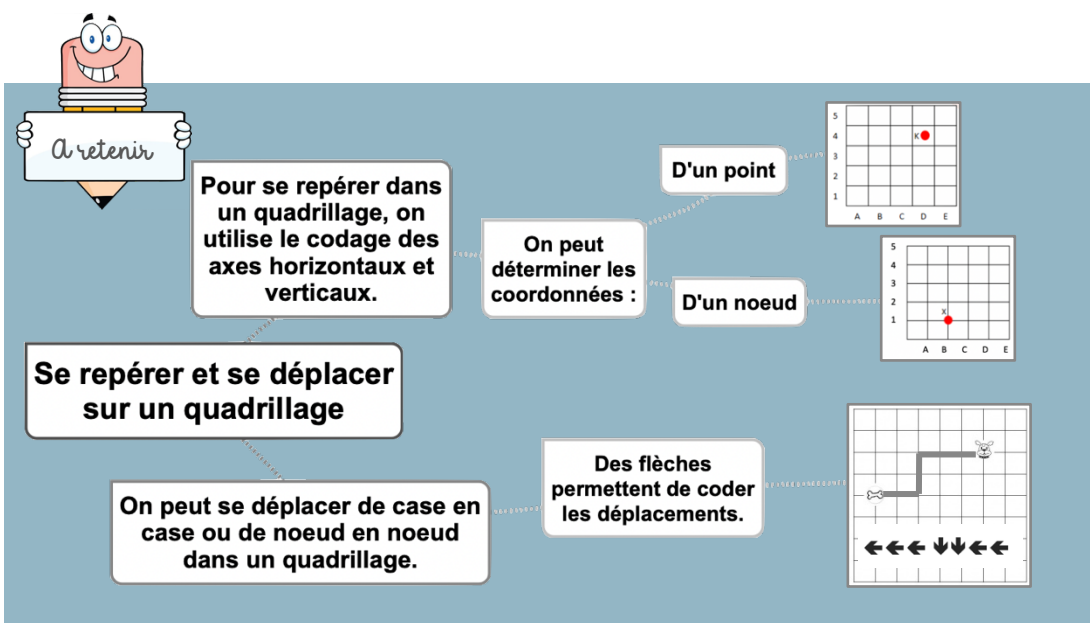 A retenir
Pour se repérer dans
un quadrillage, on
utilise le codage des
axes horizontaux et
verticaux.
On peut
déterminer les
coordonnées :
D'un point
5
4
K
3
2
1
A B C D E
D'un noeud
5
4
3
2
X
1
A B C D E
Se repérer et se déplacer
sur un quadrillage
On peut se déplacer de case en
case ou de noeud en noeud
dans un quadrillage.
Des flèches
permettent de coder
les déplacements.